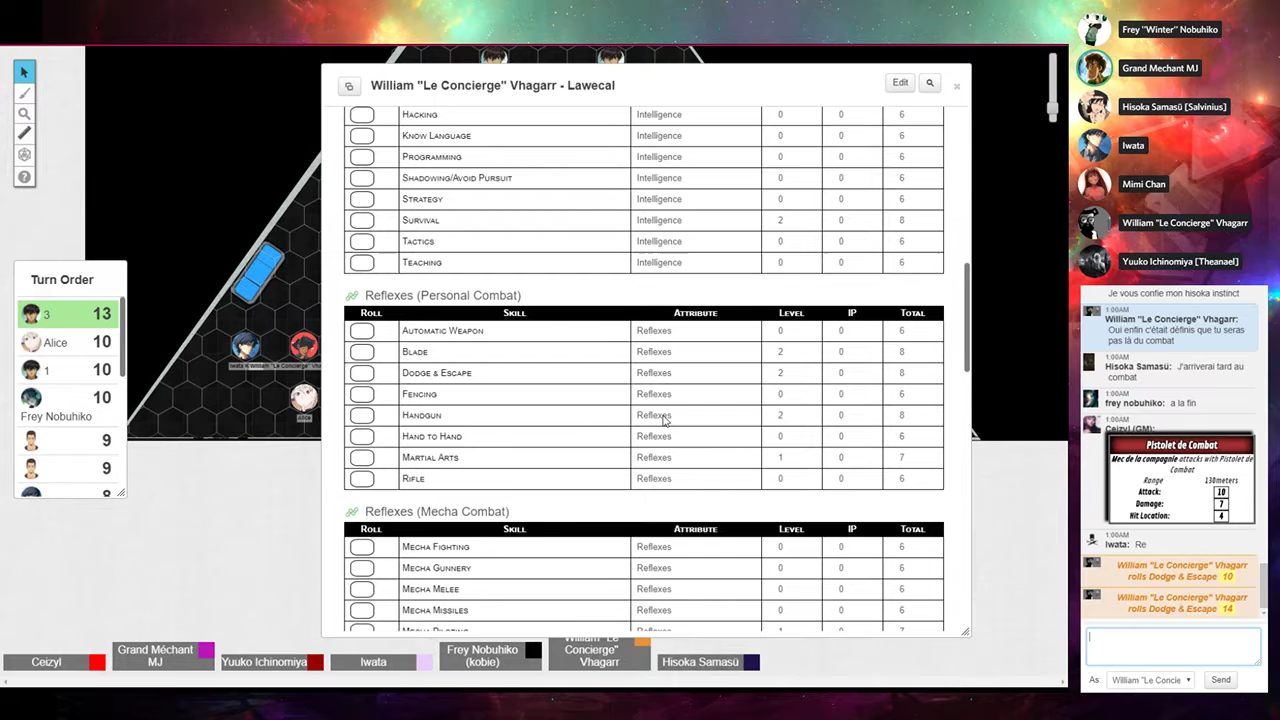 William "Le Concierge" Vhagarr - Lawecal
Edit
×
HACKING Intelligence 0 0 6
KNOW LANGUAGE Intelligence 0 0 6
PROGRAMMING Intelligence 0 0 6
SHADOWING/AVOID PURSUIT Intelligence 0 0 6
STRATEGY Intelligence 0 0 6
SURVIVAL Intelligence 2 0 8
TACTICS Intelligence 0 0 6
TEACHING Intelligence 0 0 6
Reflexes (Personal Combat)
ROLL SKILL ATTRIBUTE LEVEL IP TOTAL
AUTOMATIC WEAPON Reflexes 0 0 6
BLADE Reflexes 2 0 8
DODGE & ESCAPE Reflexes 2 0 8
FENCING Reflexes 0 0 6
HANDGUN Reflexes 2 0 8
HAND TO HAND Reflexes 0 0 6
MARTIAL ARTS Reflexes 1 0 7
RIFLE Reflexes 0 0 6
Reflexes (Mecha Combat)
ROLL SKILL ATTRIBUTE LEVEL IP TOTAL
MECHA FIGHTING Reflexes 0 0 6
MECHA GUNNERY Reflexes 0 0 6
MECHA MELEE Reflexes 0 0 6
MECHA MISSILES Reflexes 0 0 6
MECHA PILOTING Reflexes 1 0 7
Turn Order
3 13
Alice 10
1 10
10
Frey Nobuhiko
9
9
8
Ceizyl
Grand Méchant
MJ
Yuuko Ichinomiya
Iwata
Frey Nobuhiko
(kobie)
William "Le
Concierge"
Vhagarr
Hisoka Samasū
Frey "Winter" Nobuhiko
Grand Mechant MJ
Hisoka Samasū [Salvinius]
Iwata
Mimi Chan
William "Le Concierge" Vhagarr
Yuuko Ichinomiya [Theanael]
Je vous confie mon hisoka instinct
1:00AM
William "Le Concierge" Vhagarr:
Oui enfin c'était définis que tu seras
pas là du combat
1:00AM
Hisoka Samasū: J'arriverai tard au
combat
1:00AM
frey nobuhiko: a la fin
1:00AM
Ceizyl (GM):
Pistolet de Combat
Mec de la compagnie attacks with Pistolet de
Combat
Range 130meters
Attack: 10
Damage: 7
Hit Location: 4
1:00AM
Iwata: Re
William "Le Concierge" Vhagarr
rolls Dodge & Escape 10
William "Le Concierge" Vhagarr
rolls Dodge & Escape 14
As: William "Le Concie
Send